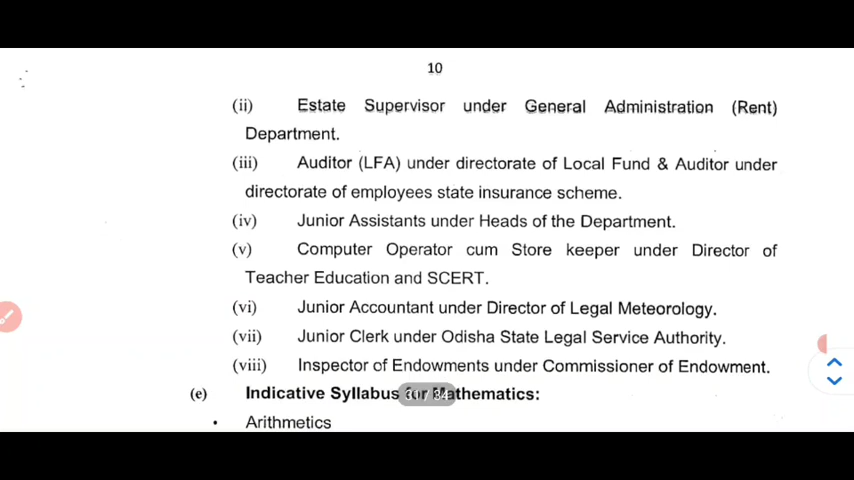 10
(ii) Estate Supervisor under General Administration (Rent)
Department.
(iii) Auditor (LFA) under directorate of Local Fund & Auditor under
directorate of employees state insurance scheme.
(iv) Junior Assistants under Heads of the Department.
(v) Computer Operator cum Store keeper under Director of
Teacher Education and SCERT.
(vi) Junior Accountant under Director of Legal Meteorology.
(vii) Junior Clerk under Odisha State Legal Service Authority.
(viii) Inspector of Endowments under Commissioner of Endowment.
(e) Indicative Syllabus for Mathematics:
• Arithmetics